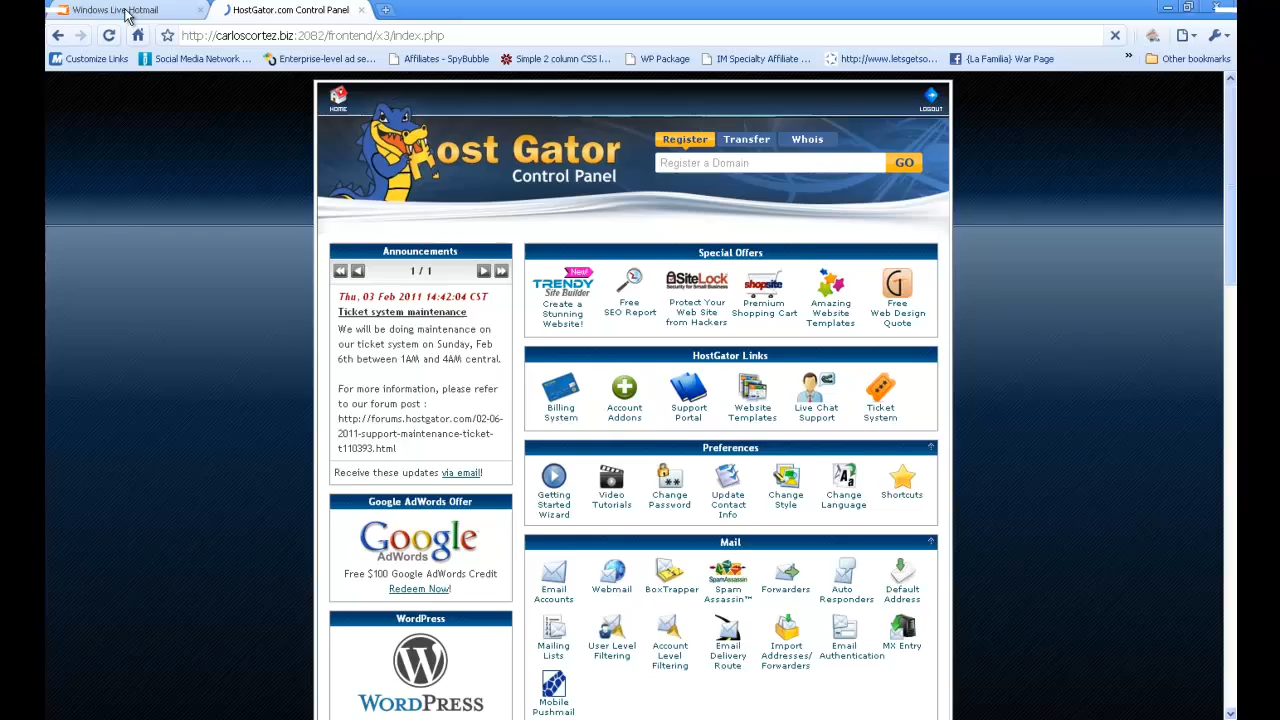 Windows Live Hotmail
HostGator.com Control Panel
http://carloscortez.biz:2082/frontend/x3/index.php
Customize Links
Social Media Network ...
Enterprise-level ad se...
Affiliates - SpyBubble
Simple 2 column CSS l...
WP Package
IM Specialty Affiliate ...
http://www.letsgetso...
{La Familia} War Page
»
Other bookmarks
HOME
LOGOUT
Host Gator
Control Panel
Register
Transfer
Whois
Register a Domain
GO
Announcements
1 / 1
Thu, 03 Feb 2011 14:42:04 CST
Ticket system maintenance
We will be doing maintenance on
our ticket system on Sunday, Feb
6th between 1AM and 4AM central.
For more information, please refer
to our forum post :
http://forums.hostgator.com/02-06-
2011-support-maintenance-ticket-
t110393.html
Receive these updates via email!
Google AdWords Offer
Google
AdWords
Free $100 Google AdWords Credit
Redeem Now!
WordPress
WORDPRESS
Special Offers
New!
TRENDY
Site Builder
Create a
Stunning
Website!
Free
SEO Report
SiteLock
Security for Small Business
Protect Your
Web Site
from Hackers
shopsite
Premium
Shopping Cart
Amazing
Website
Templates
Free
Web Design
Quote
HostGator Links
Billing
System
Account
Addons
Support
Portal
Website
Templates
Live Chat
Support
Ticket
System
Preferences
Getting
Started
Wizard
Video
Tutorials
Change
Password
Update
Contact
Info
Change
Style
Change
Language
Shortcuts
Mail
Email
Accounts
Webmail
BoxTrapper
SpamAssassin
Spam
Assassin™
Forwarders
Auto
Responders
Default
Address
Mailing
Lists
User Level
Filtering
Account
Level
Filtering
Email
Delivery
Route
Import
Addresses/
Forwarders
Email
Authentication
MX Entry
Mobile
Pushmail